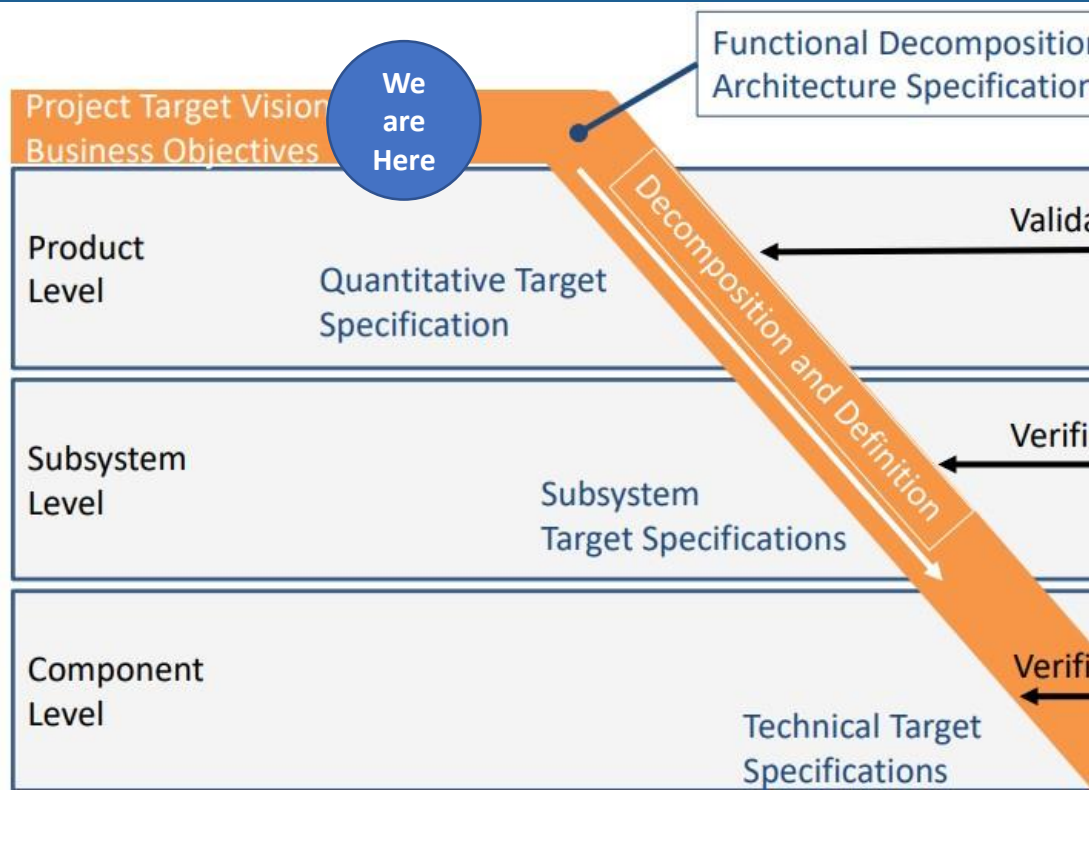 Functional Decomposition
Architecture Specification
We
are
Here
Project Target Vision
Business Objectives
Decomposition and Definition
Product
Level
Valida
Quantitative Target
Specification
Subsystem
Level
Verifi
Subsystem
Target Specifications
Component
Level
Verifi
Technical Target
Specifications